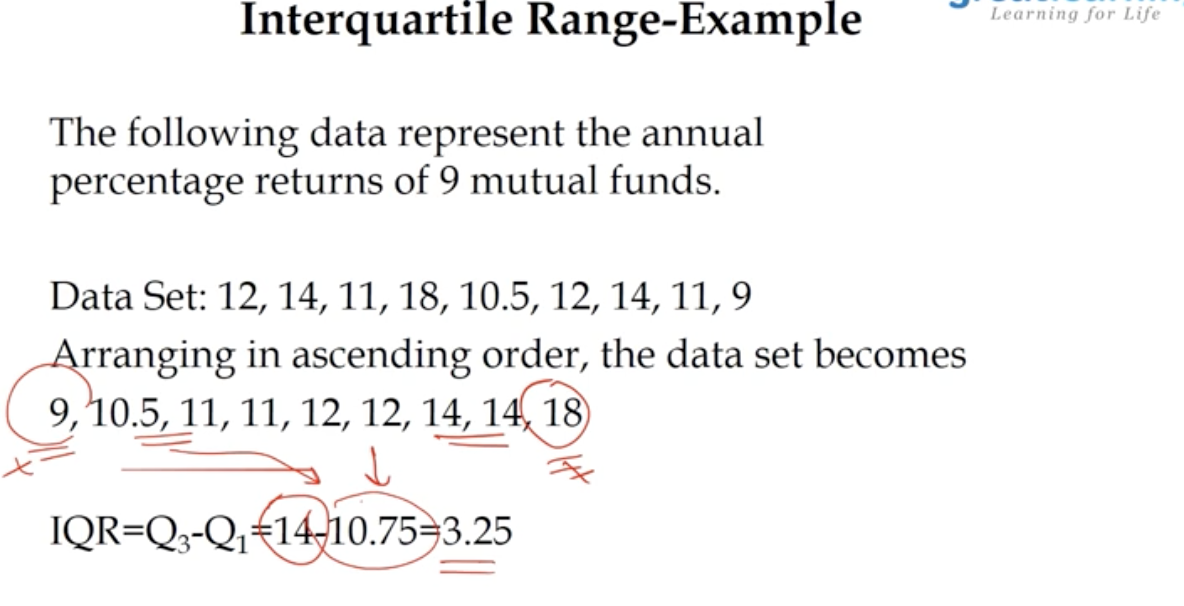 Interquartile Range-Example
Learning for Life
The following data represent the annual
percentage returns of 9 mutual funds.
Data Set: 12, 14, 11, 18, 10.5, 12, 14, 11, 9
Arranging in ascending order, the data set becomes
9, 10.5, 11, 11, 12, 12, 14, 14, 18
IQR=Q₃-Q₁=14-10.75=3.25